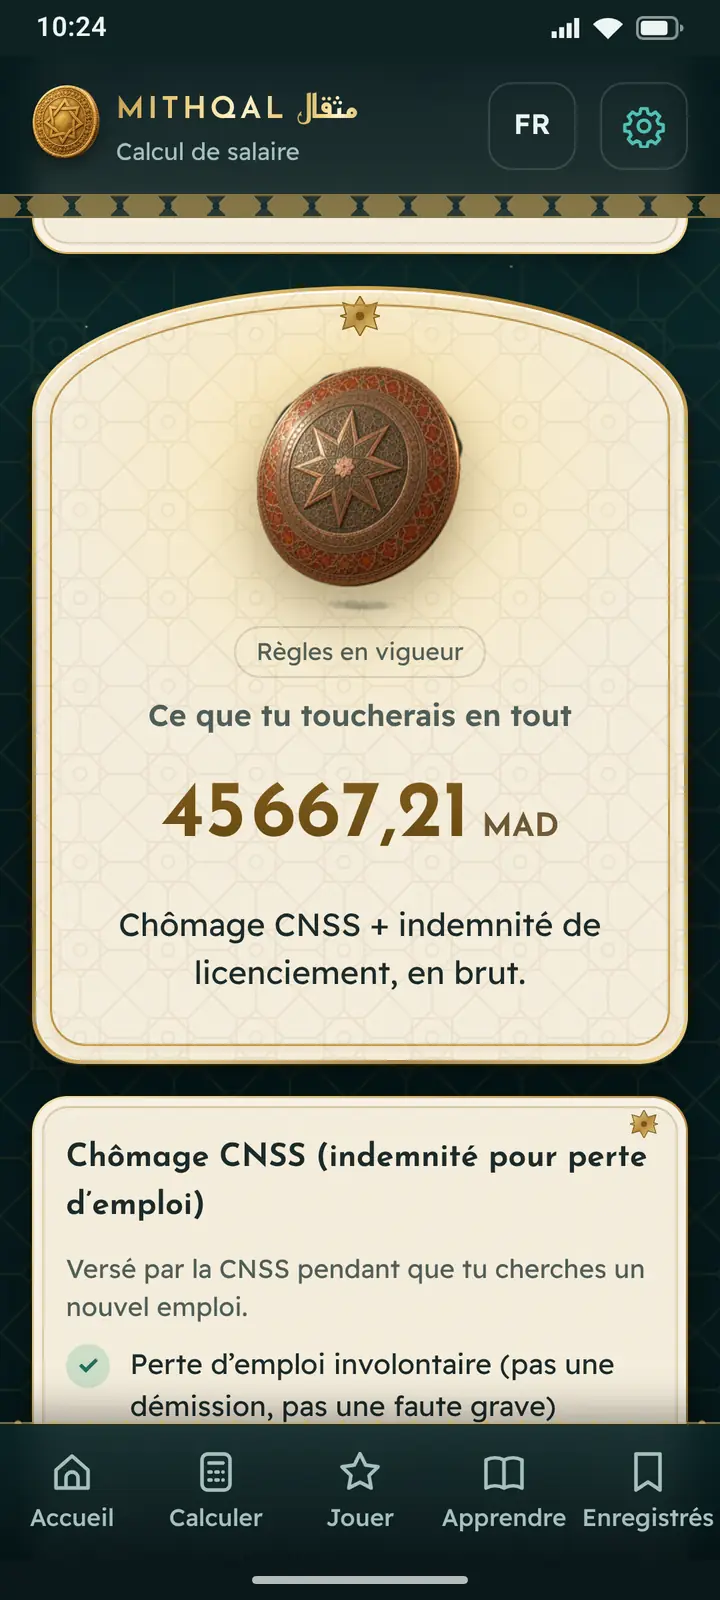 10:24
MITHQAL مثقال
Calcul de salaire
FR
Règles en vigueur
Ce que tu toucherais en tout
45 667,21 MAD
Chômage CNSS + indemnité de
licenciement, en brut.
Chômage CNSS (indemnité pour perte
d’emploi)
Versé par la CNSS pendant que tu cherches un
nouvel emploi.
Perte d’emploi involontaire (pas une
démission, pas une faute grave)
Accueil
Calculer
Jouer
Apprendre
Enregistrés